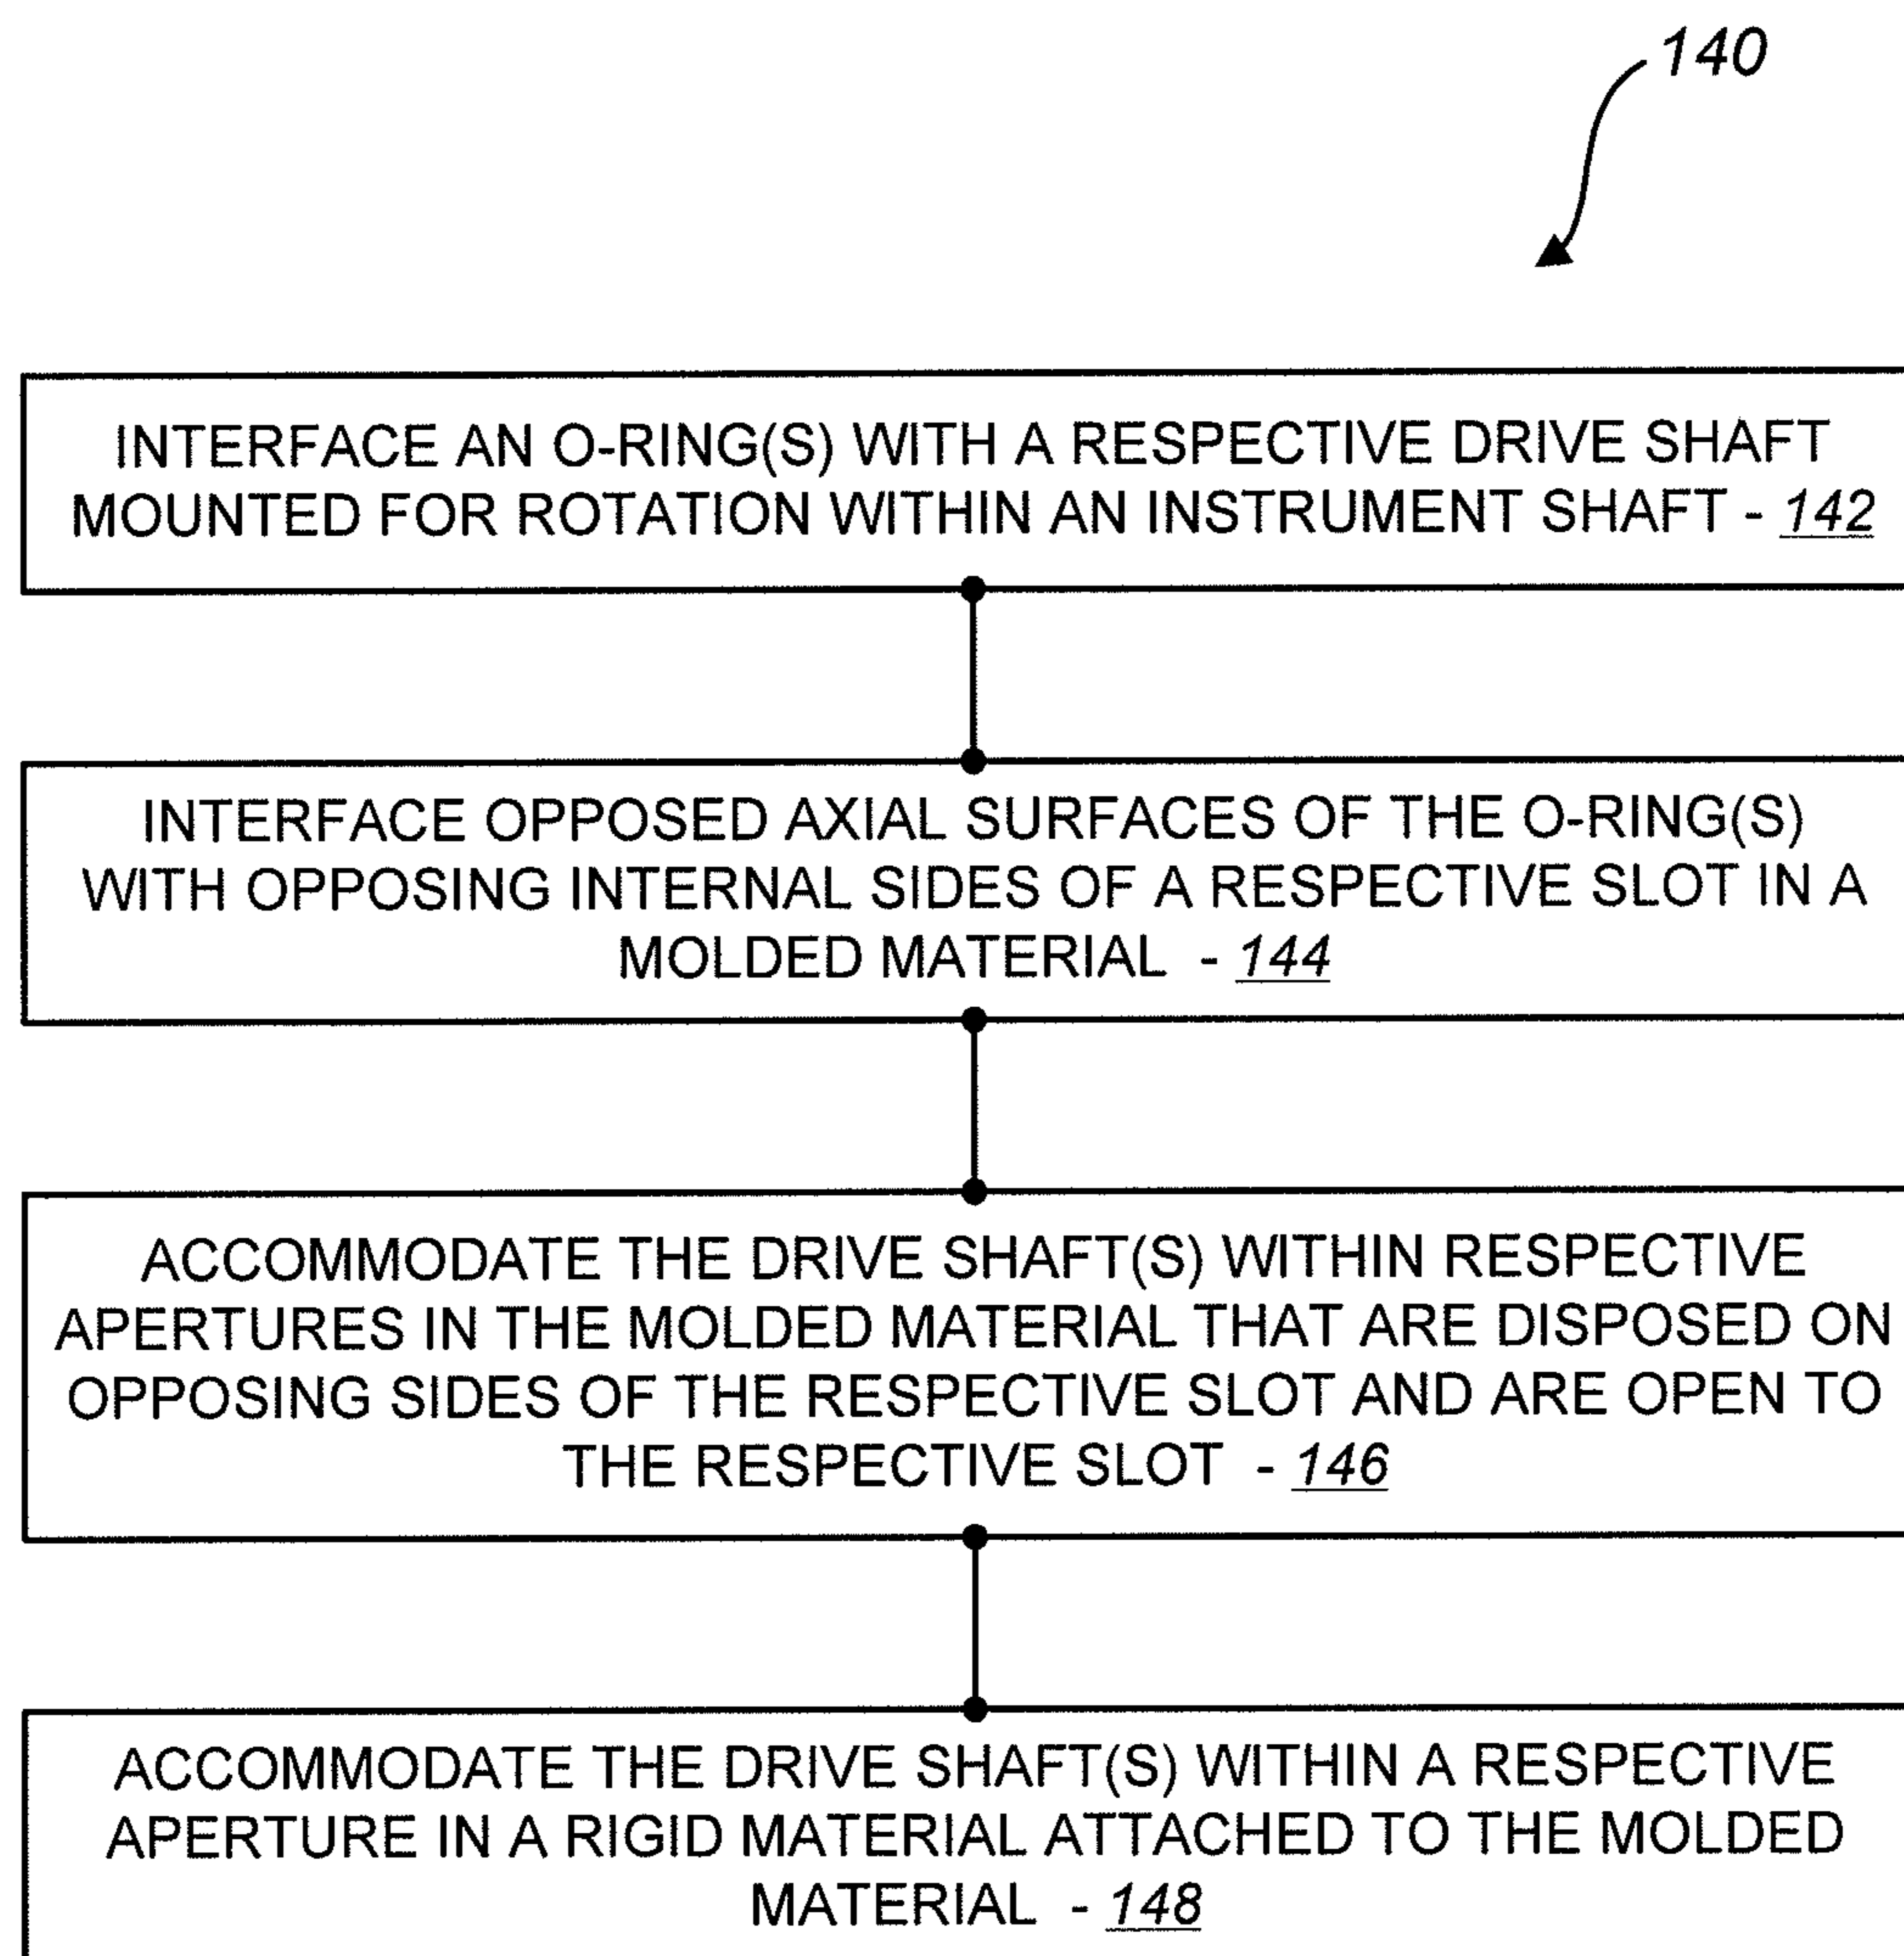 140
INTERFACE AN O-RING(S) WITH A RESPECTIVE DRIVE SHAFT
MOUNTED FOR ROTATION WITHIN AN INSTRUMENT SHAFT - 142
INTERFACE OPPOSED AXIAL SURFACES OF THE O-RING(S)
WITH OPPOSING INTERNAL SIDES OF A RESPECTIVE SLOT IN A
MOLDED MATERIAL - 144
ACCOMMODATE THE DRIVE SHAFT(S) WITHIN RESPECTIVE
APERTURES IN THE MOLDED MATERIAL THAT ARE DISPOSED ON
OPPOSING SIDES OF THE RESPECTIVE SLOT AND ARE OPEN TO
THE RESPECTIVE SLOT - 146
ACCOMMODATE THE DRIVE SHAFT(S) WITHIN A RESPECTIVE
APERTURE IN A RIGID MATERIAL ATTACHED TO THE MOLDED
MATERIAL - 148